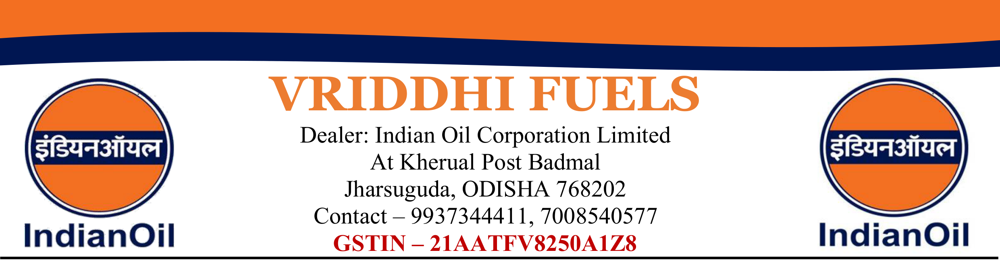 VRIDDHI FUELS
Dealer: Indian Oil Corporation Limited
At Kherual Post Badmal
Jharsuguda, ODISHA 768202
Contact – 9937344411, 7008540577
GSTIN – 21AATFV8250A1Z8
इंडियनऑयल
IndianOil
इंडियनऑयल
IndianOil